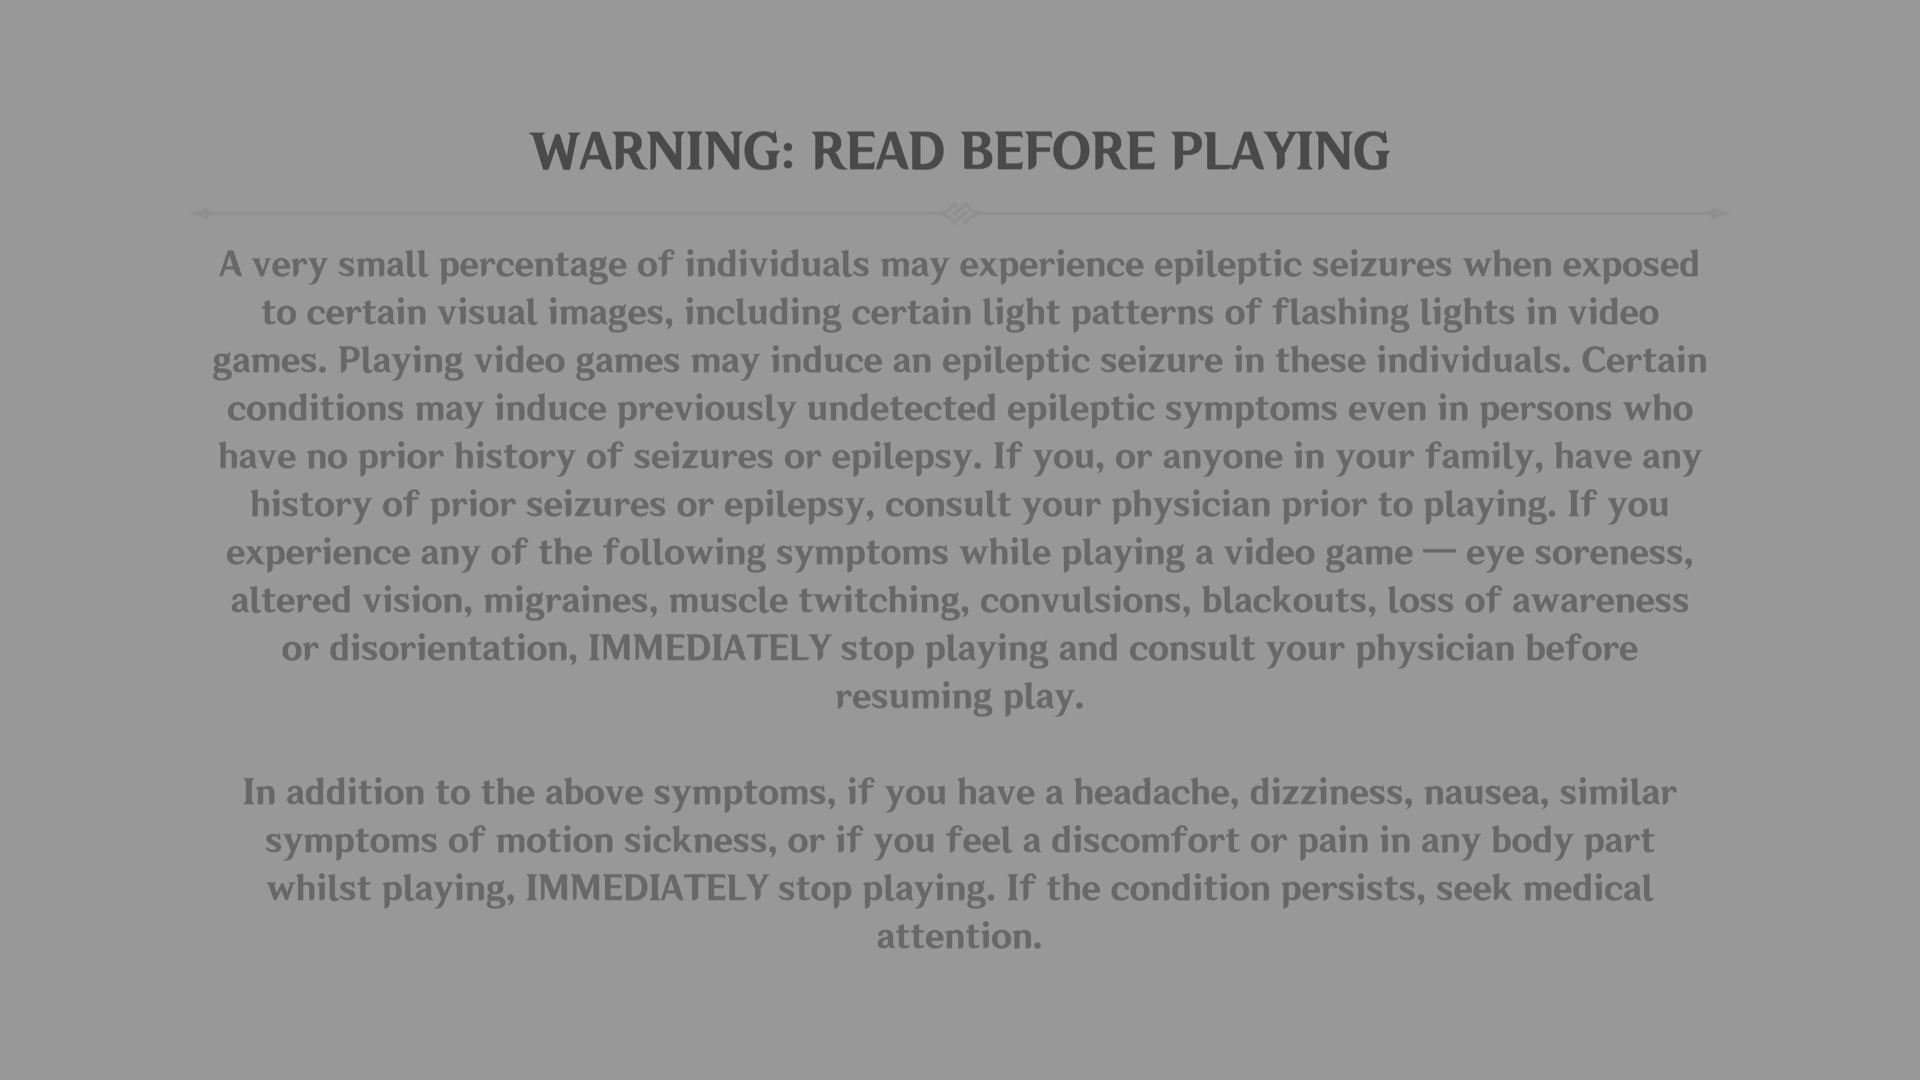 WARNING: READ BEFORE PLAYING
A very small percentage of individuals may experience epileptic seizures when exposed
to certain visual images, including certain light patterns of flashing lights in video
games. Playing video games may induce an epileptic seizure in these individuals. Certain
conditions may induce previously undetected epileptic symptoms even in persons who
have no prior history of seizures or epilepsy. If you, or anyone in your family, have any
history of prior seizures or epilepsy, consult your physician prior to playing. If you
experience any of the following symptoms while playing a video game — eye soreness,
altered vision, migraines, muscle twitching, convulsions, blackouts, loss of awareness
or disorientation, IMMEDIATELY stop playing and consult your physician before
resuming play.
In addition to the above symptoms, if you have a headache, dizziness, nausea, similar
symptoms of motion sickness, or if you feel a discomfort or pain in any body part
whilst playing, IMMEDIATELY stop playing. If the condition persists, seek medical
attention.